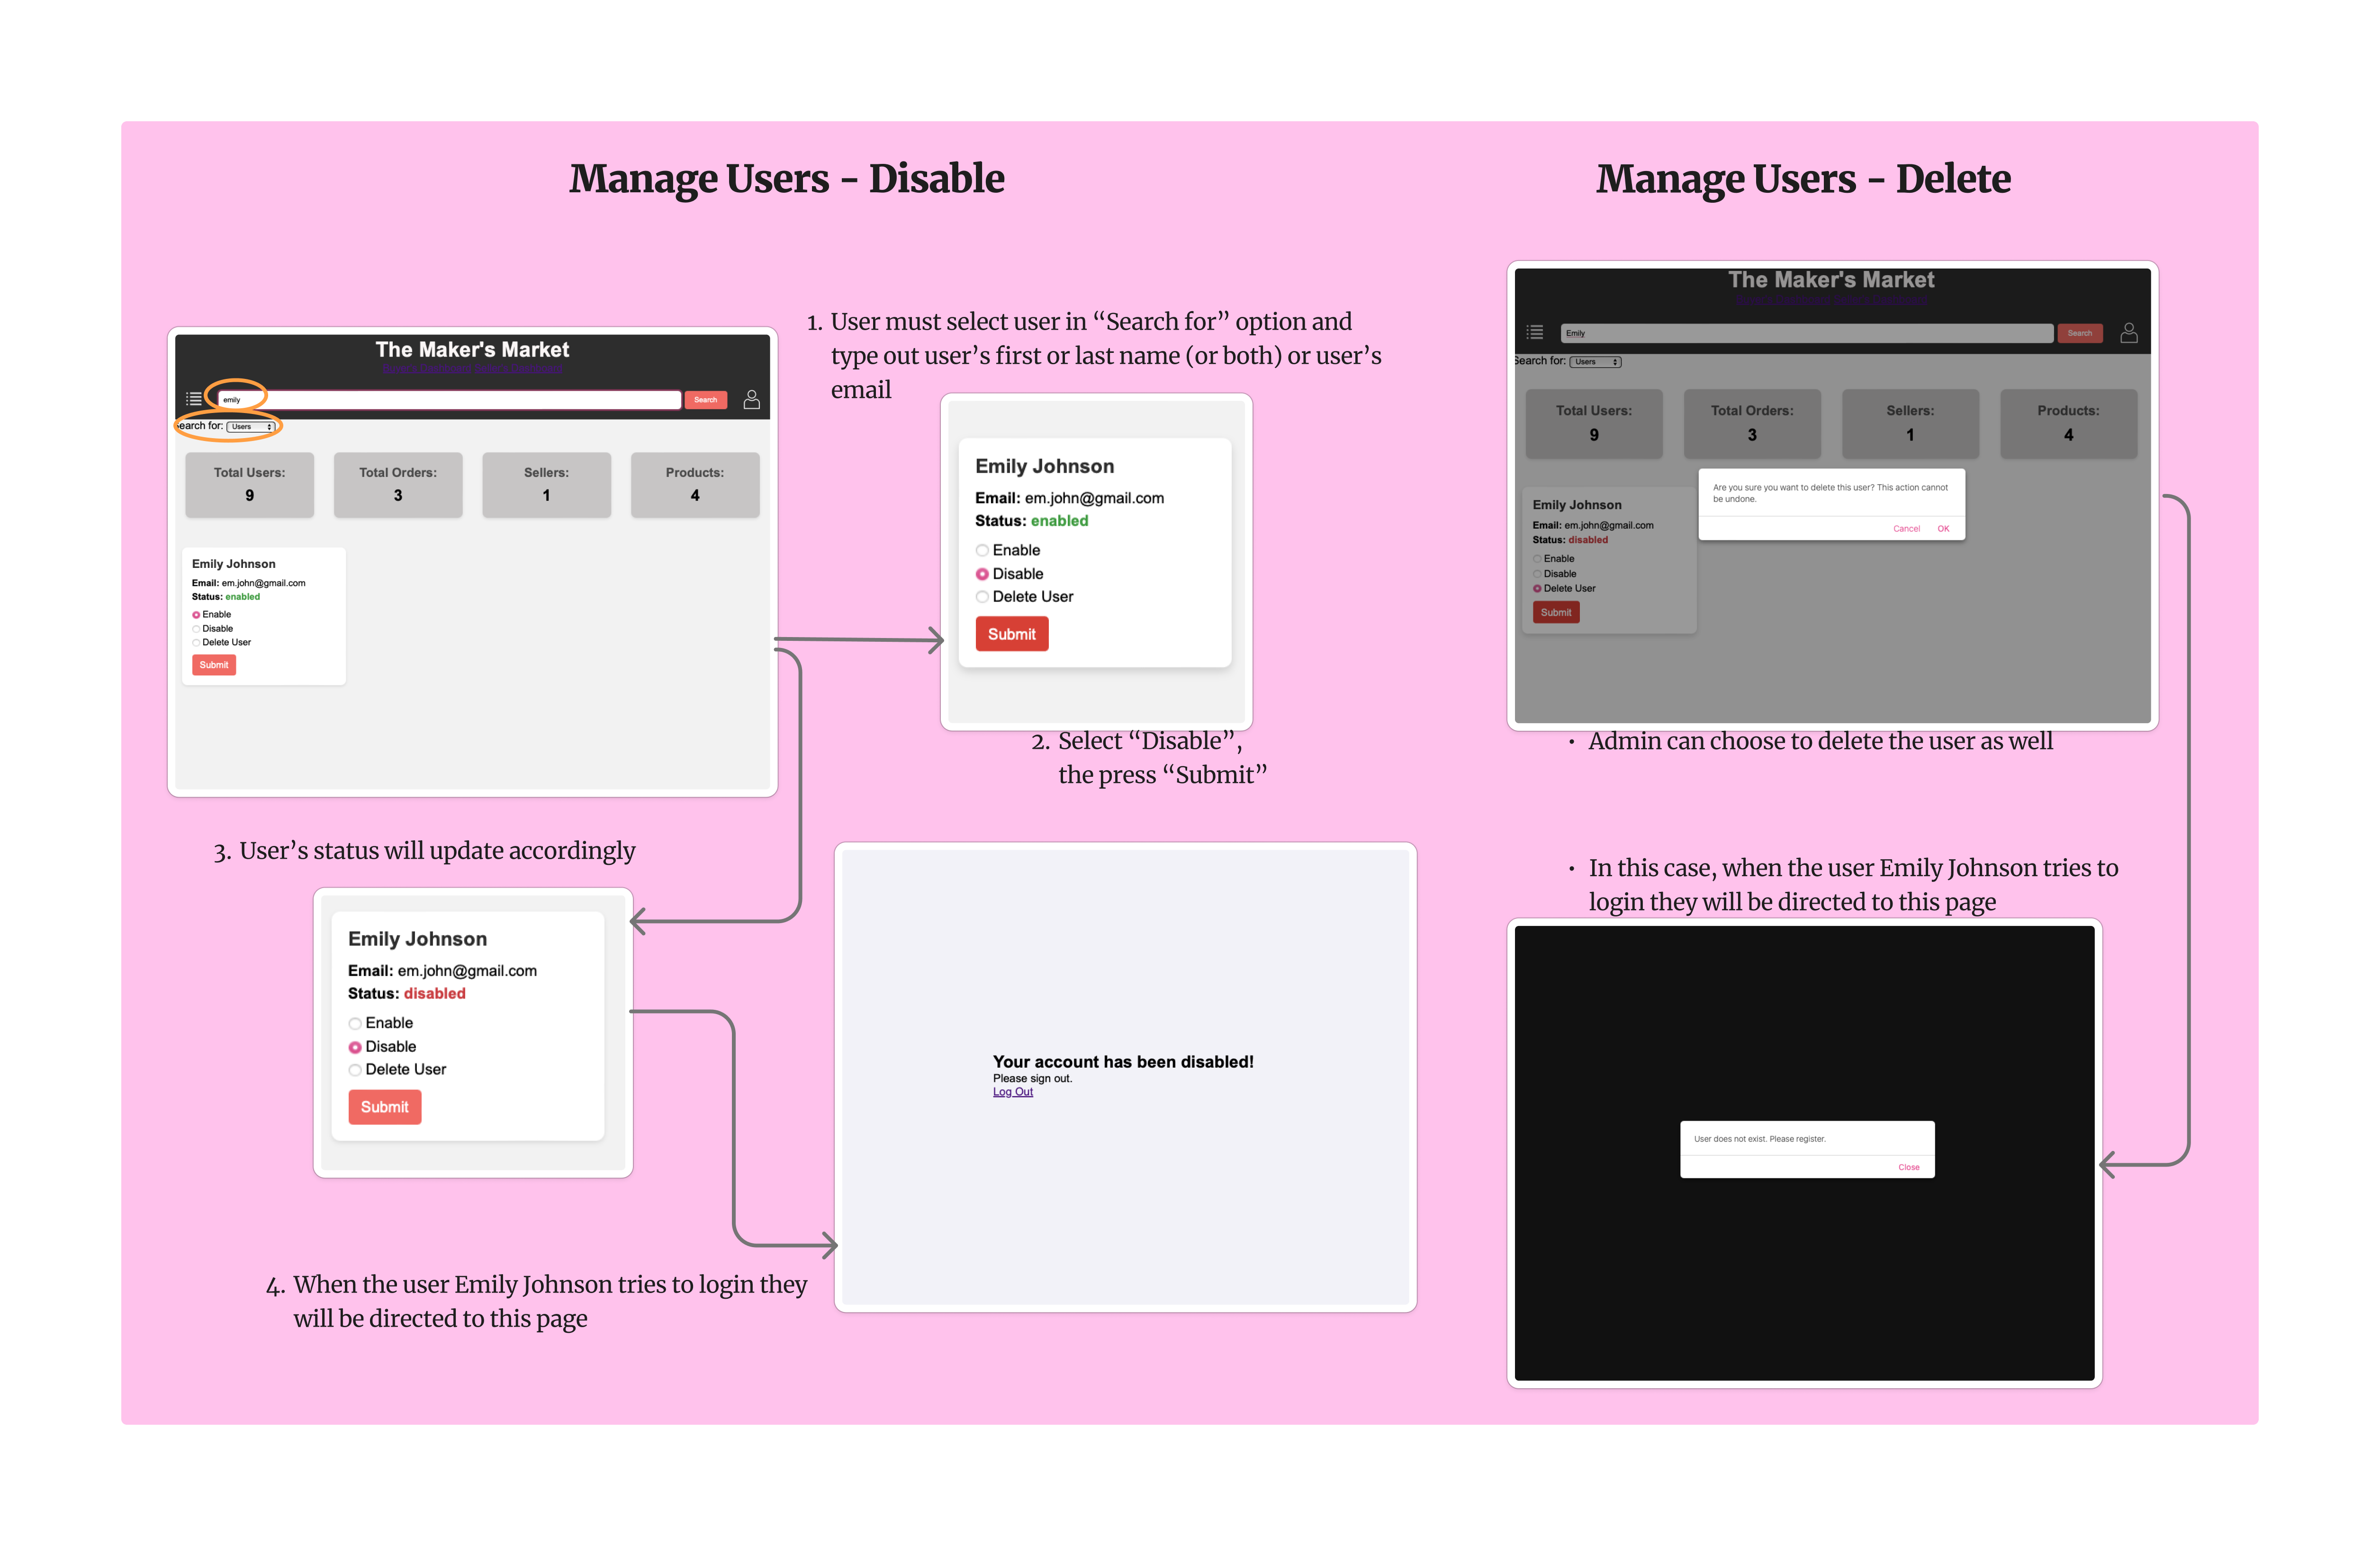 Manage Users - Disable
The Maker's Market
emily
Search
earch for: Users
Total Users:
9
Total Orders:
3
Sellers:
1
Products:
4
Emily Johnson
Email: em.john@gmail.com
Status: enabled
Enable
Disable
Delete User
Submit
1. User must select user in “Search for” option and
type out user’s first or last name (or both) or user’s
email
Emily Johnson
Email: em.john@gmail.com
Status: enabled
Enable
Disable
Delete User
Submit
2. Select “Disable”,
the press “Submit”
3. User’s status will update accordingly
Emily Johnson
Email: em.john@gmail.com
Status: disabled
Enable
Disable
Delete User
Submit
4. When the user Emily Johnson tries to login they
will be directed to this page
Your account has been disabled!
Please sign out.
Log Out
Manage Users - Delete
The Maker's Market
Emily
Search
Search for: Users
Total Users:
9
Total Orders:
3
Sellers:
1
Products:
4
Are you sure you want to delete this user? This action cannot
be undone.
Cancel OK
Emily Johnson
Email: em.john@gmail.com
Status: disabled
Enable
Disable
Delete User
Submit
• Admin can choose to delete the user as well
• In this case, when the user Emily Johnson tries to
login they will be directed to this page
User does not exist. Please register.
Close